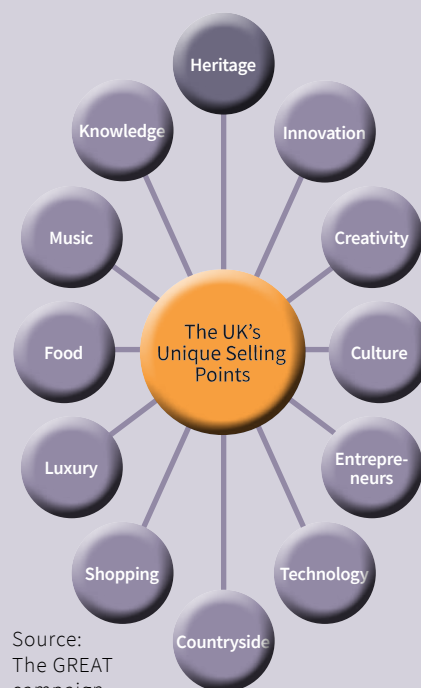 Heritage
Knowledge
Innovation
Music
Creativity
The UK's
Unique Selling
Points
Food
Culture
Luxury
Entrepre-
neurs
Shopping
Technology
Countryside
Source:
The GREAT
campaign